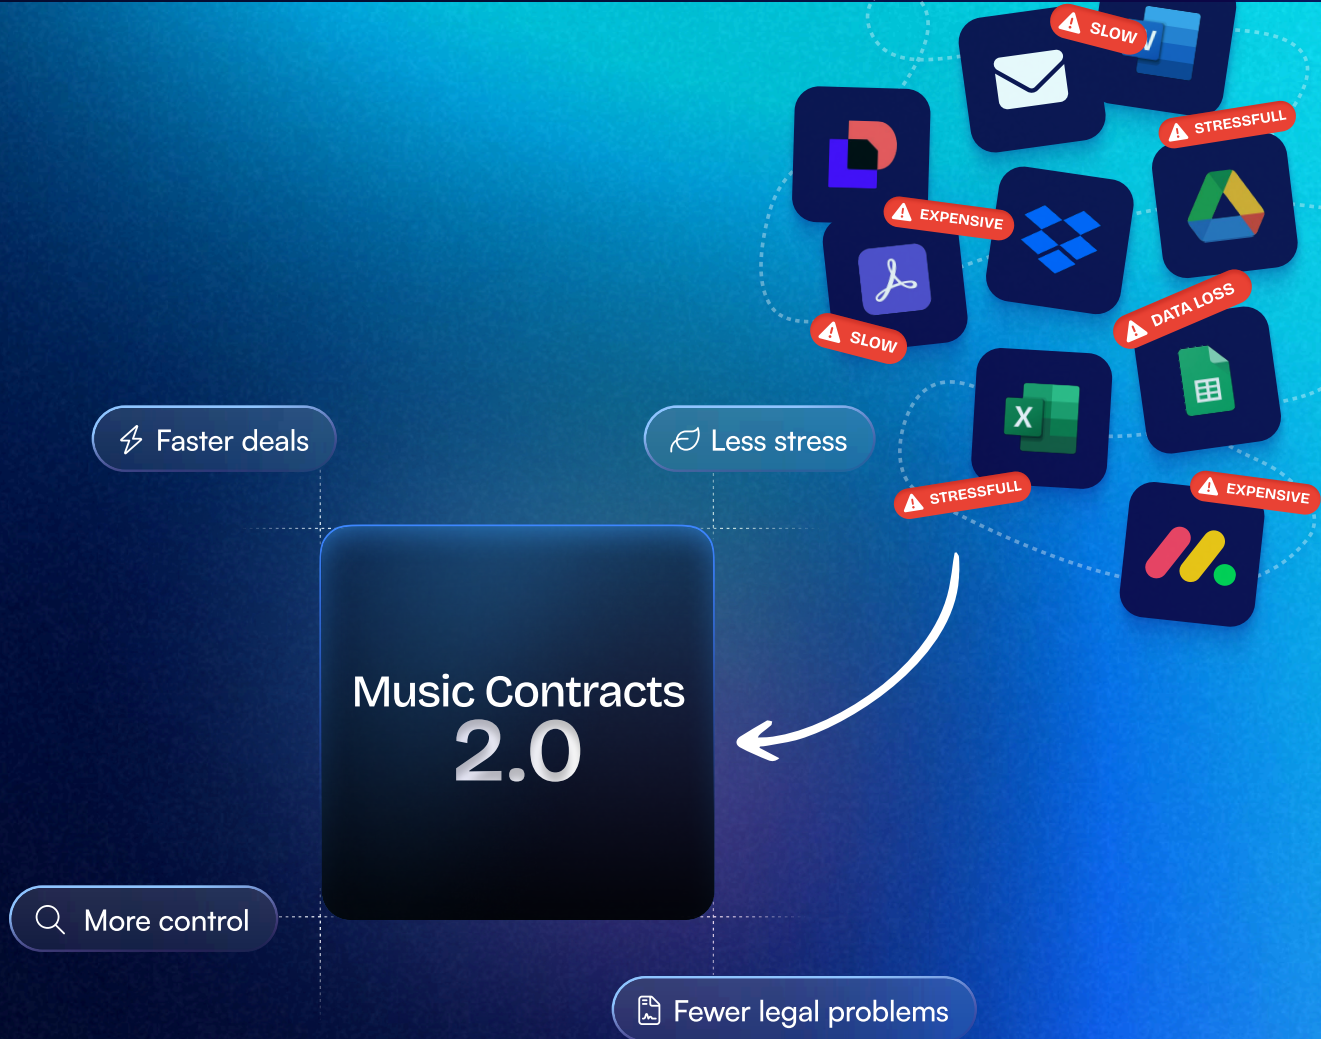 SLOW
W
STRESSFULL
EXPENSIVE
DATA LOSS
SLOW
Faster deals
Less stress
X
STRESSFULL
EXPENSIVE
Music Contracts
2.0
More control
Fewer legal problems